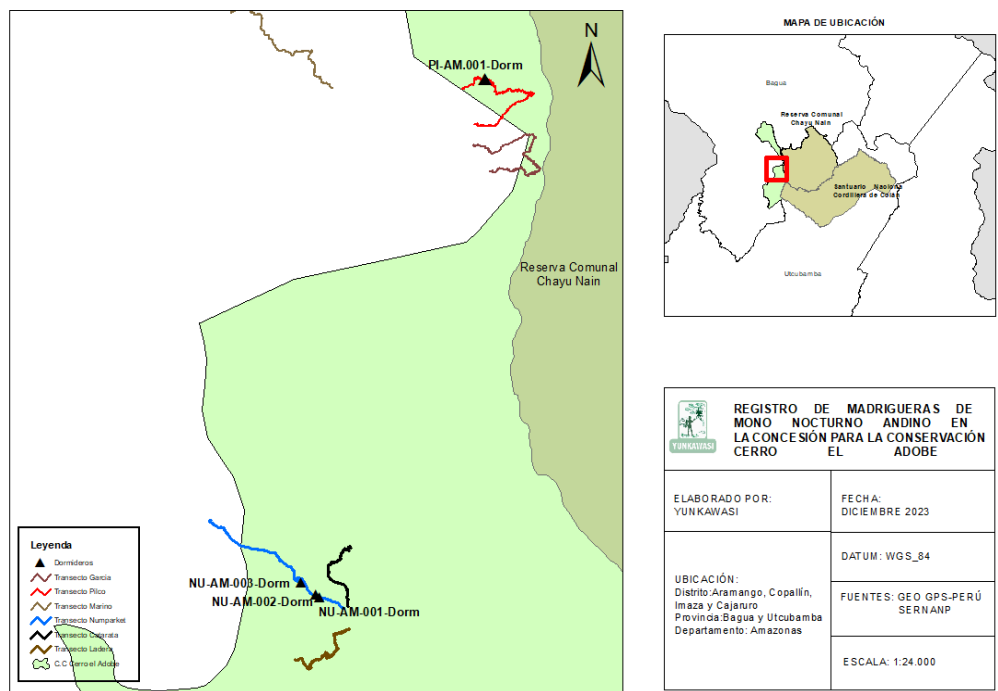 MAPA DE UBICACIÓN
N
PI-AM.001-Dorm
Reserva Comunal
Chayu Nain
NU-AM-003-Dorm
NU-AM-002-Dorm
NU-AM-001-Dorm
Leyenda
Dormideros
Transecto Garcia
Transecto Pilco
Transecto Marino
Transecto Numparket
Transecto Catarata
Transecto Ladera
C.C Cerro el Adobe
Bagua
Reserva Comunal
Chayu Nain
Santuario Naciona
Cordillera de Colán
Utcubamba
YUNKAWASI
REGISTRO DE MADRIGUERAS DE
MONO NOCTURNO ANDINO EN
LA CONCESIÓN PARA LA CONSERVACIÓN
CERRO EL ADOBE
ELABORADO POR:
YUNKAWASI
FECHA:
DICIEMBRE 2023
DATUM: WGS_84
UBICACIÓN:
Distrito:Aramango, Copallín,
Imaza y Cajaruro
Provincia:Bagua y Utcubamba
Departamento: Amazonas
FUENTES: GEO GPS-PERÚ
SERNANP
ESCALA: 1:24.000